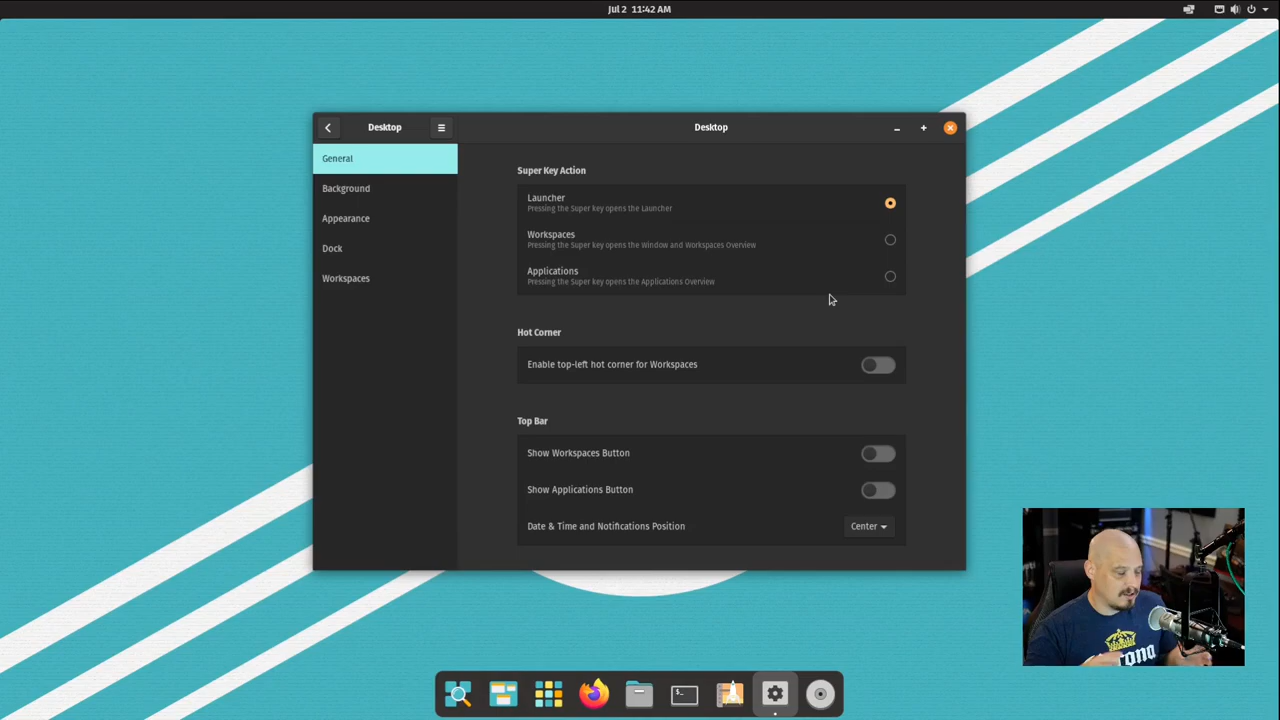 Jul 2 11:42 AM
Desktop
Desktop
General
Background
Appearance
Dock
Workspaces
Super Key Action
Launcher
Pressing the Super key opens the Launcher
Workspaces
Pressing the Super key opens the Window and Workspaces Overview
Applications
Pressing the Super key opens the Applications Overview
Hot Corner
Enable top-left hot corner for Workspaces
Top Bar
Show Workspaces Button
Show Applications Button
Date & Time and Notifications Position
Center
Corona